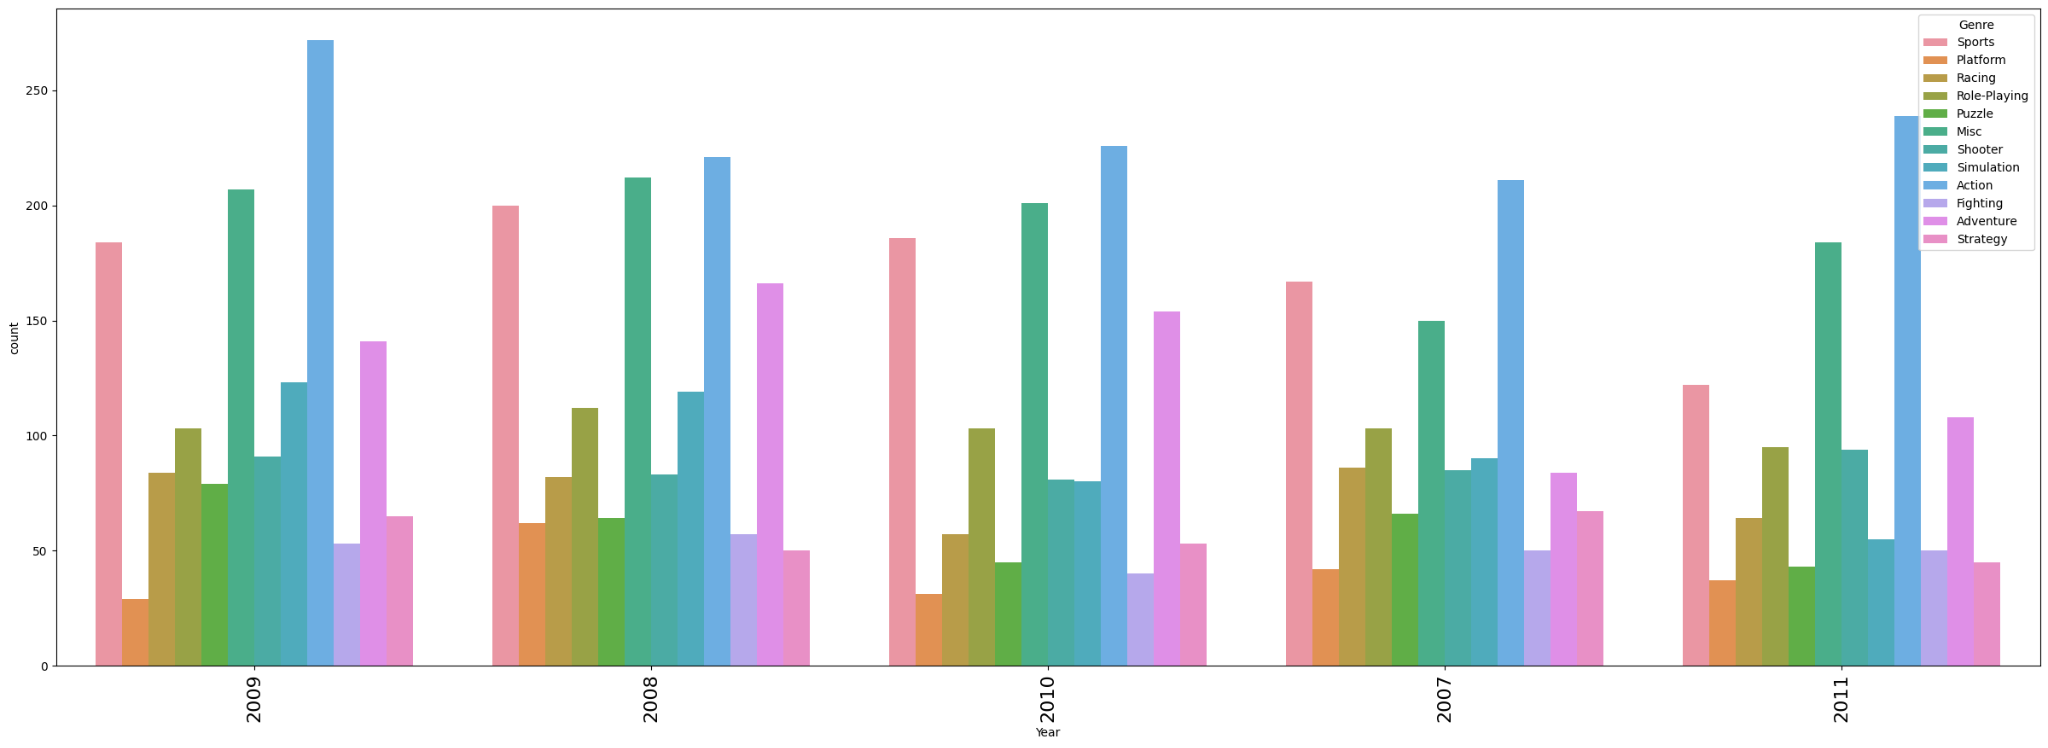 Genre
Sports
Platform
Racing
Role-Playing
Puzzle
Misc
Shooter
Simulation
Action
Fighting
Adventure
Strategy
count
250
200
150
100
50
0
2009
2008
2010
2007
2011
Year